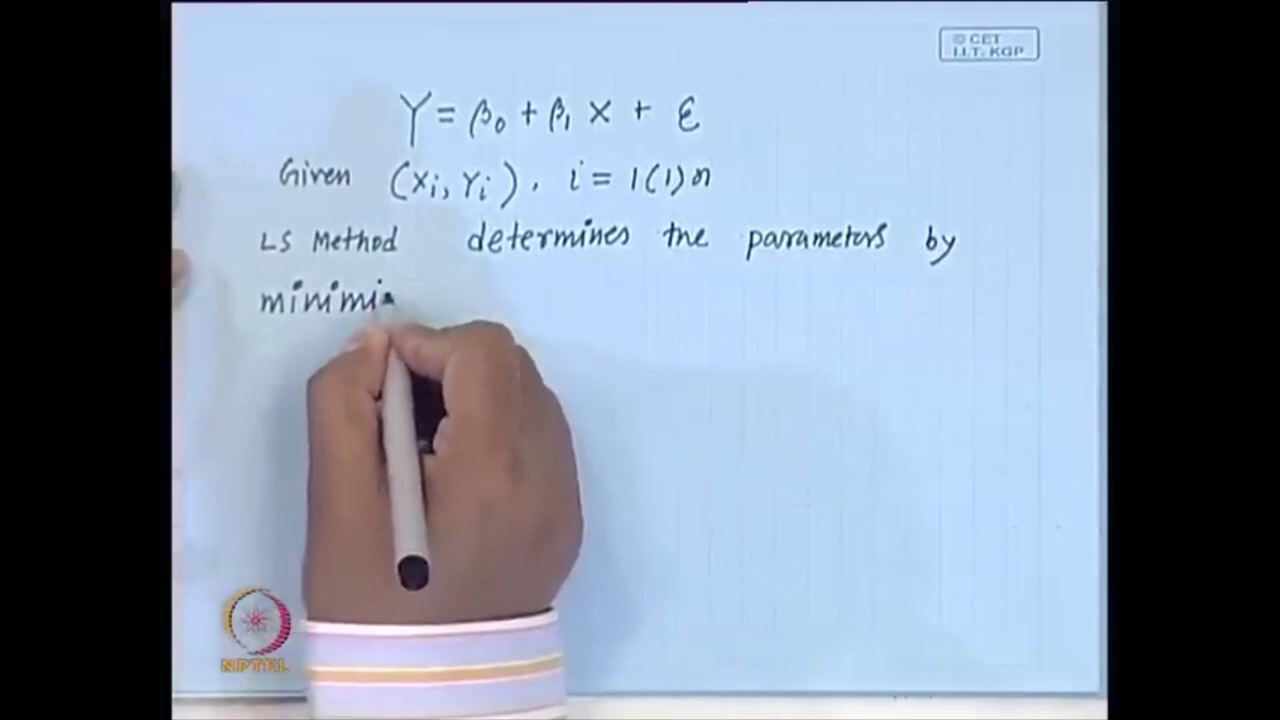 © CET
I.I.T. KGP
Y = β₀ + β₁ X + ε
Given (Xi, Yi), i = 1(1)n
LS Method determines the parameters by
minimi
NPTEL